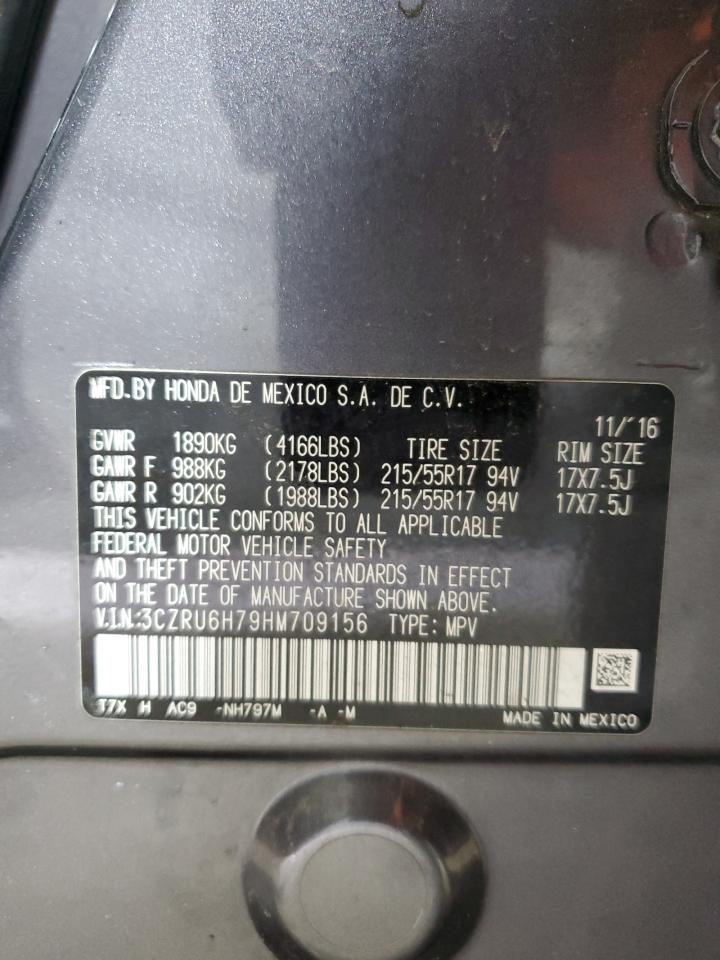 MFD.BY HONDA DE MEXICO S.A. DE C.V.
11/'16
GVWR 1890KG (4166LBS) TIRE SIZE RIM SIZE
GAWR F 988KG (2178LBS) 215/55R17 94V 17X7.5J
GAWR R 902KG (1988LBS) 215/55R17 94V 17X7.5J
THIS VEHICLE CONFORMS TO ALL APPLICABLE
FEDERAL MOTOR VEHICLE SAFETY
AND THEFT PREVENTION STANDARDS IN EFFECT
ON THE DATE OF MANUFACTURE SHOWN ABOVE.
V.I.N.:3CZRU6H79HM709156 TYPE: MPV
T7X H AC9 -NH797M -A -M
MADE IN MEXICO